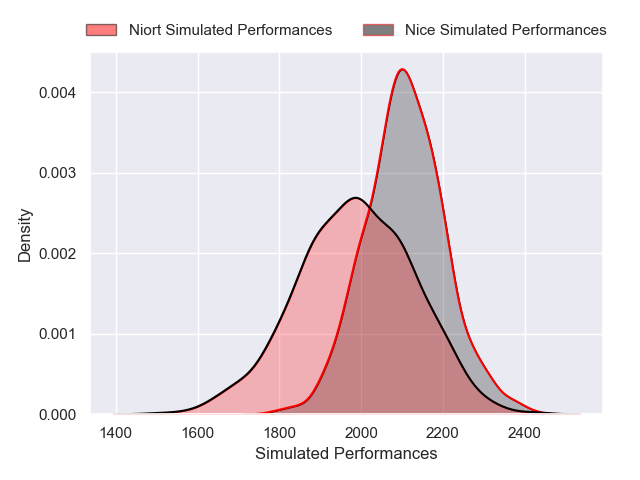 Niort Simulated Performances Nice Simulated Performances
0.004
0.003
0.002
0.001
0.000
Density
1400 1600 1800 2000 2200 2400
Simulated Performances